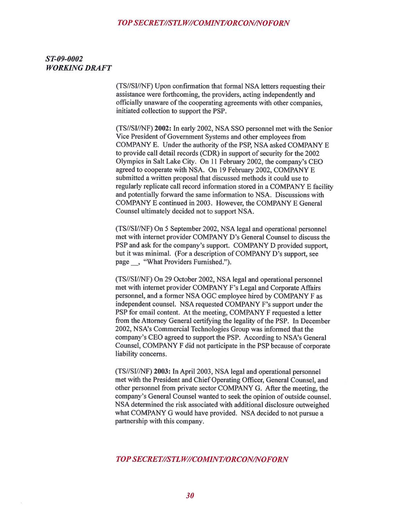 TOP SECRET//STLW//COMINT/ORCON/NOFORN
ST-09-0002
WORKING DRAFT
(TS//SI//NF) Upon confirmation that formal NSA letters requesting their
assistance were forthcoming, the providers, acting independently and
officially unaware of the cooperating agreements with other companies,
initiated collection to support the PSP.
(TS//SI//NF) 2002: In early 2002, NSA SSO personnel met with the Senior
Vice President of Government Systems and other employees from
COMPANY E. Under the authority of the PSP, NSA asked COMPANY E
to provide call detail records (CDR) in support of security for the 2002
Olympics in Salt Lake City. On 11 February 2002, the company's CEO
agreed to cooperate with NSA. On 19 February 2002, COMPANY E
submitted a written proposal that discussed methods it could use to
regularly replicate call record information stored in a COMPANY E facility
and potentially forward the same information to NSA. Discussions with
COMPANY E continued in 2003. However, the COMPANY E General
Counsel ultimately decided not to support NSA.
(TS//SI//NF) On 5 September 2002, NSA legal and operational personnel
met with internet provider COMPANY D's General Counsel to discuss the
PSP and ask for the company's support. COMPANY D provided support,
but it was minimal. (For a description of COMPANY D's support, see
page __, "What Providers Furnished.").
(TS//SI//NF) On 29 October 2002, NSA legal and operational personnel
met with internet provider COMPANY F's Legal and Corporate Affairs
personnel, and a former NSA OGC employee hired by COMPANY F as
independent counsel. NSA requested COMPANY F's support under the
PSP for email content. At the meeting, COMPANY F requested a letter
from the Attorney General certifying the legality of the PSP. In December
2002, NSA's Commercial Technologies Group was informed that the
company's CEO agreed to support the PSP. According to NSA's General
Counsel, COMPANY F did not participate in the PSP because of corporate
liability concerns.
(TS//SI//NF) 2003: In April 2003, NSA legal and operational personnel
met with the President and Chief Operating Officer, General Counsel, and
other personnel from private sector COMPANY G. After the meeting, the
company's General Counsel wanted to seek the opinion of outside counsel.
NSA determined the risk associated with additional disclosure outweighed
what COMPANY G would have provided. NSA decided to not pursue a
partnership with this company.
TOP SECRET//STLW//COMINT/ORCON/NOFORN
30